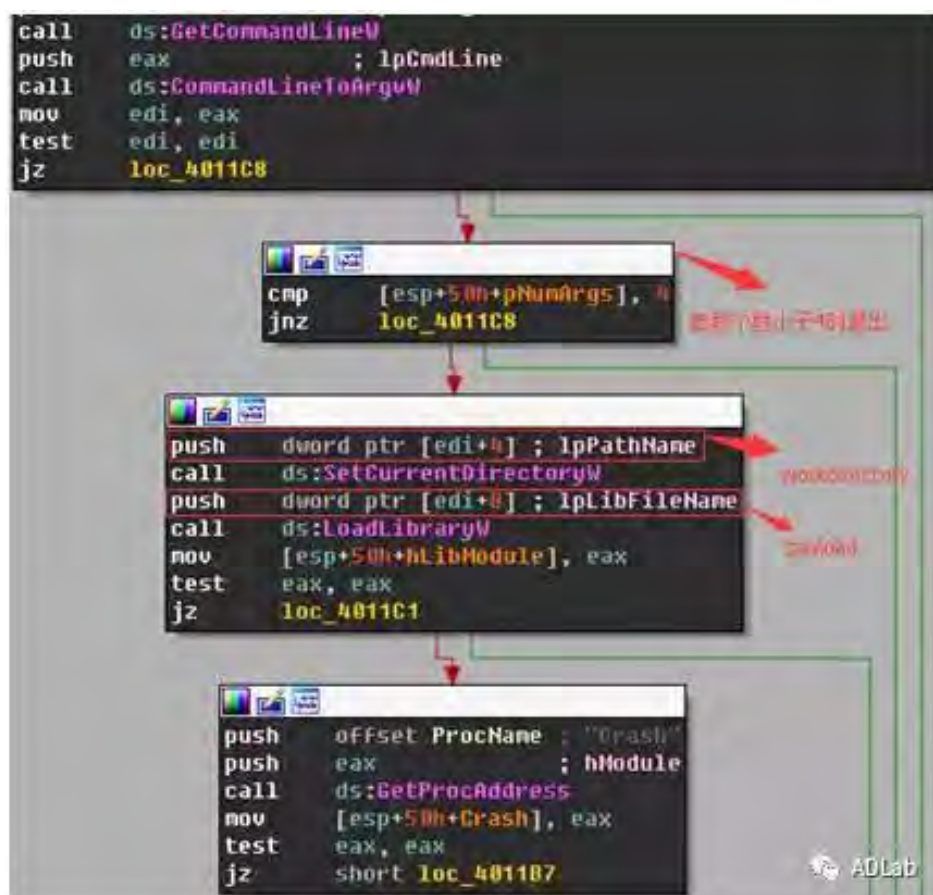 call ds:GetCommandLineW
push eax ; lpCmdLine
call ds:CommandLineToArgvW
mov edi, eax
test edi, edi
jz loc_4011C8
cmp [esp+50h+pNumArgs], 4
jnz loc_4011C8
push dword ptr [edi+4] ; lpPathName
call ds:SetCurrentDirectoryW
Workdirectory
push dword ptr [edi+8] ; lpLibFileName
call ds:LoadLibraryW
payload
mov [esp+50h+hLibModule], eax
test eax, eax
jz loc_4011C1
push offset ProcName ; "Crash"
push eax ; hModule
call ds:GetProcAddress
mov [esp+50h+Crash], eax
test eax, eax
jz short loc_4011B7
ADLab